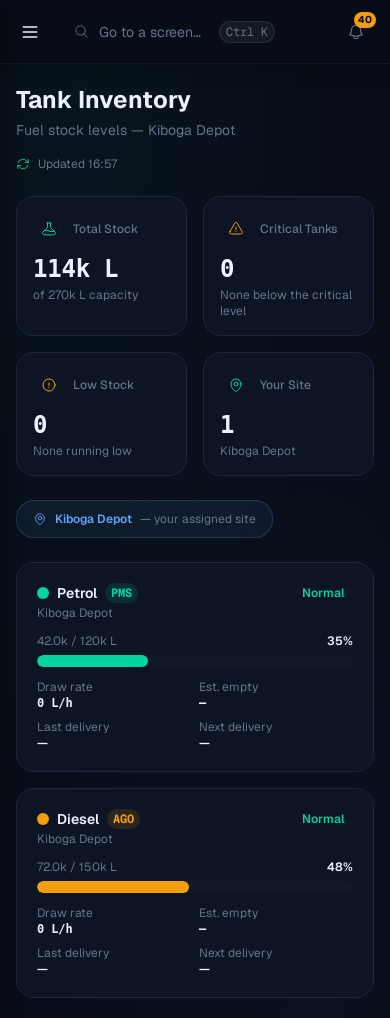 Go to a screen... Ctrl K 40
Tank Inventory
Fuel stock levels — Kiboga Depot
Updated 16:57
Total Stock
114k L
of 270k L capacity
Critical Tanks
0
None below the critical
level
Low Stock
0
None running low
Your Site
1
Kiboga Depot
Kiboga Depot — your assigned site
Petrol PMS Normal
Kiboga Depot
42.0k / 120k L 35%
Draw rate Est. empty
0 L/h —
Last delivery Next delivery
— —
Diesel AGO Normal
Kiboga Depot
72.0k / 150k L 48%
Draw rate Est. empty
0 L/h —
Last delivery Next delivery
— —